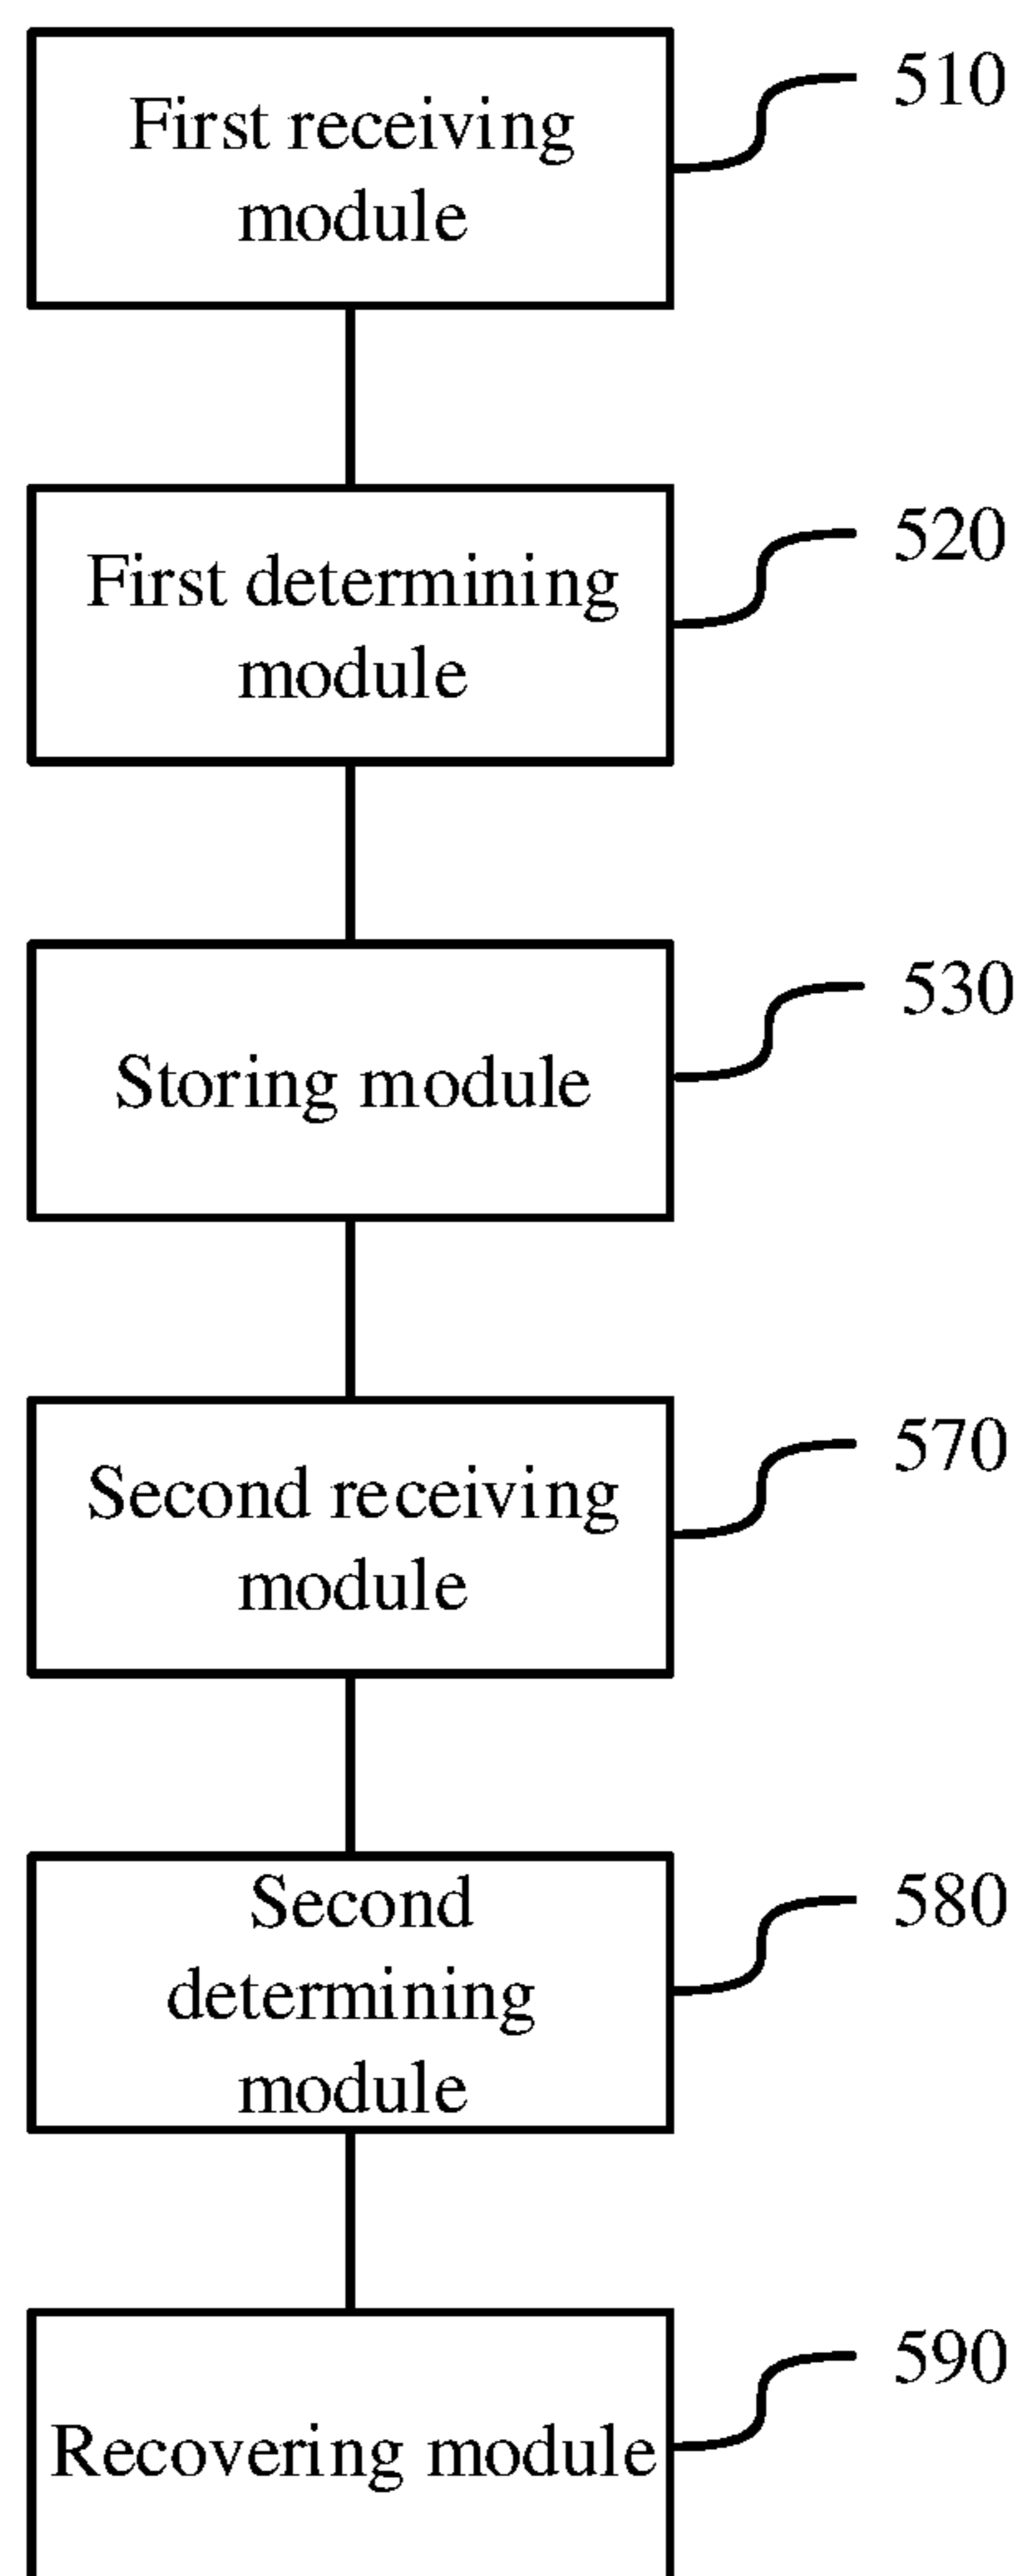 First receiving
module
510
First determining
module
520
Storing module
530
Second receiving
module
570
Second
determining
module
580
Recovering module
590